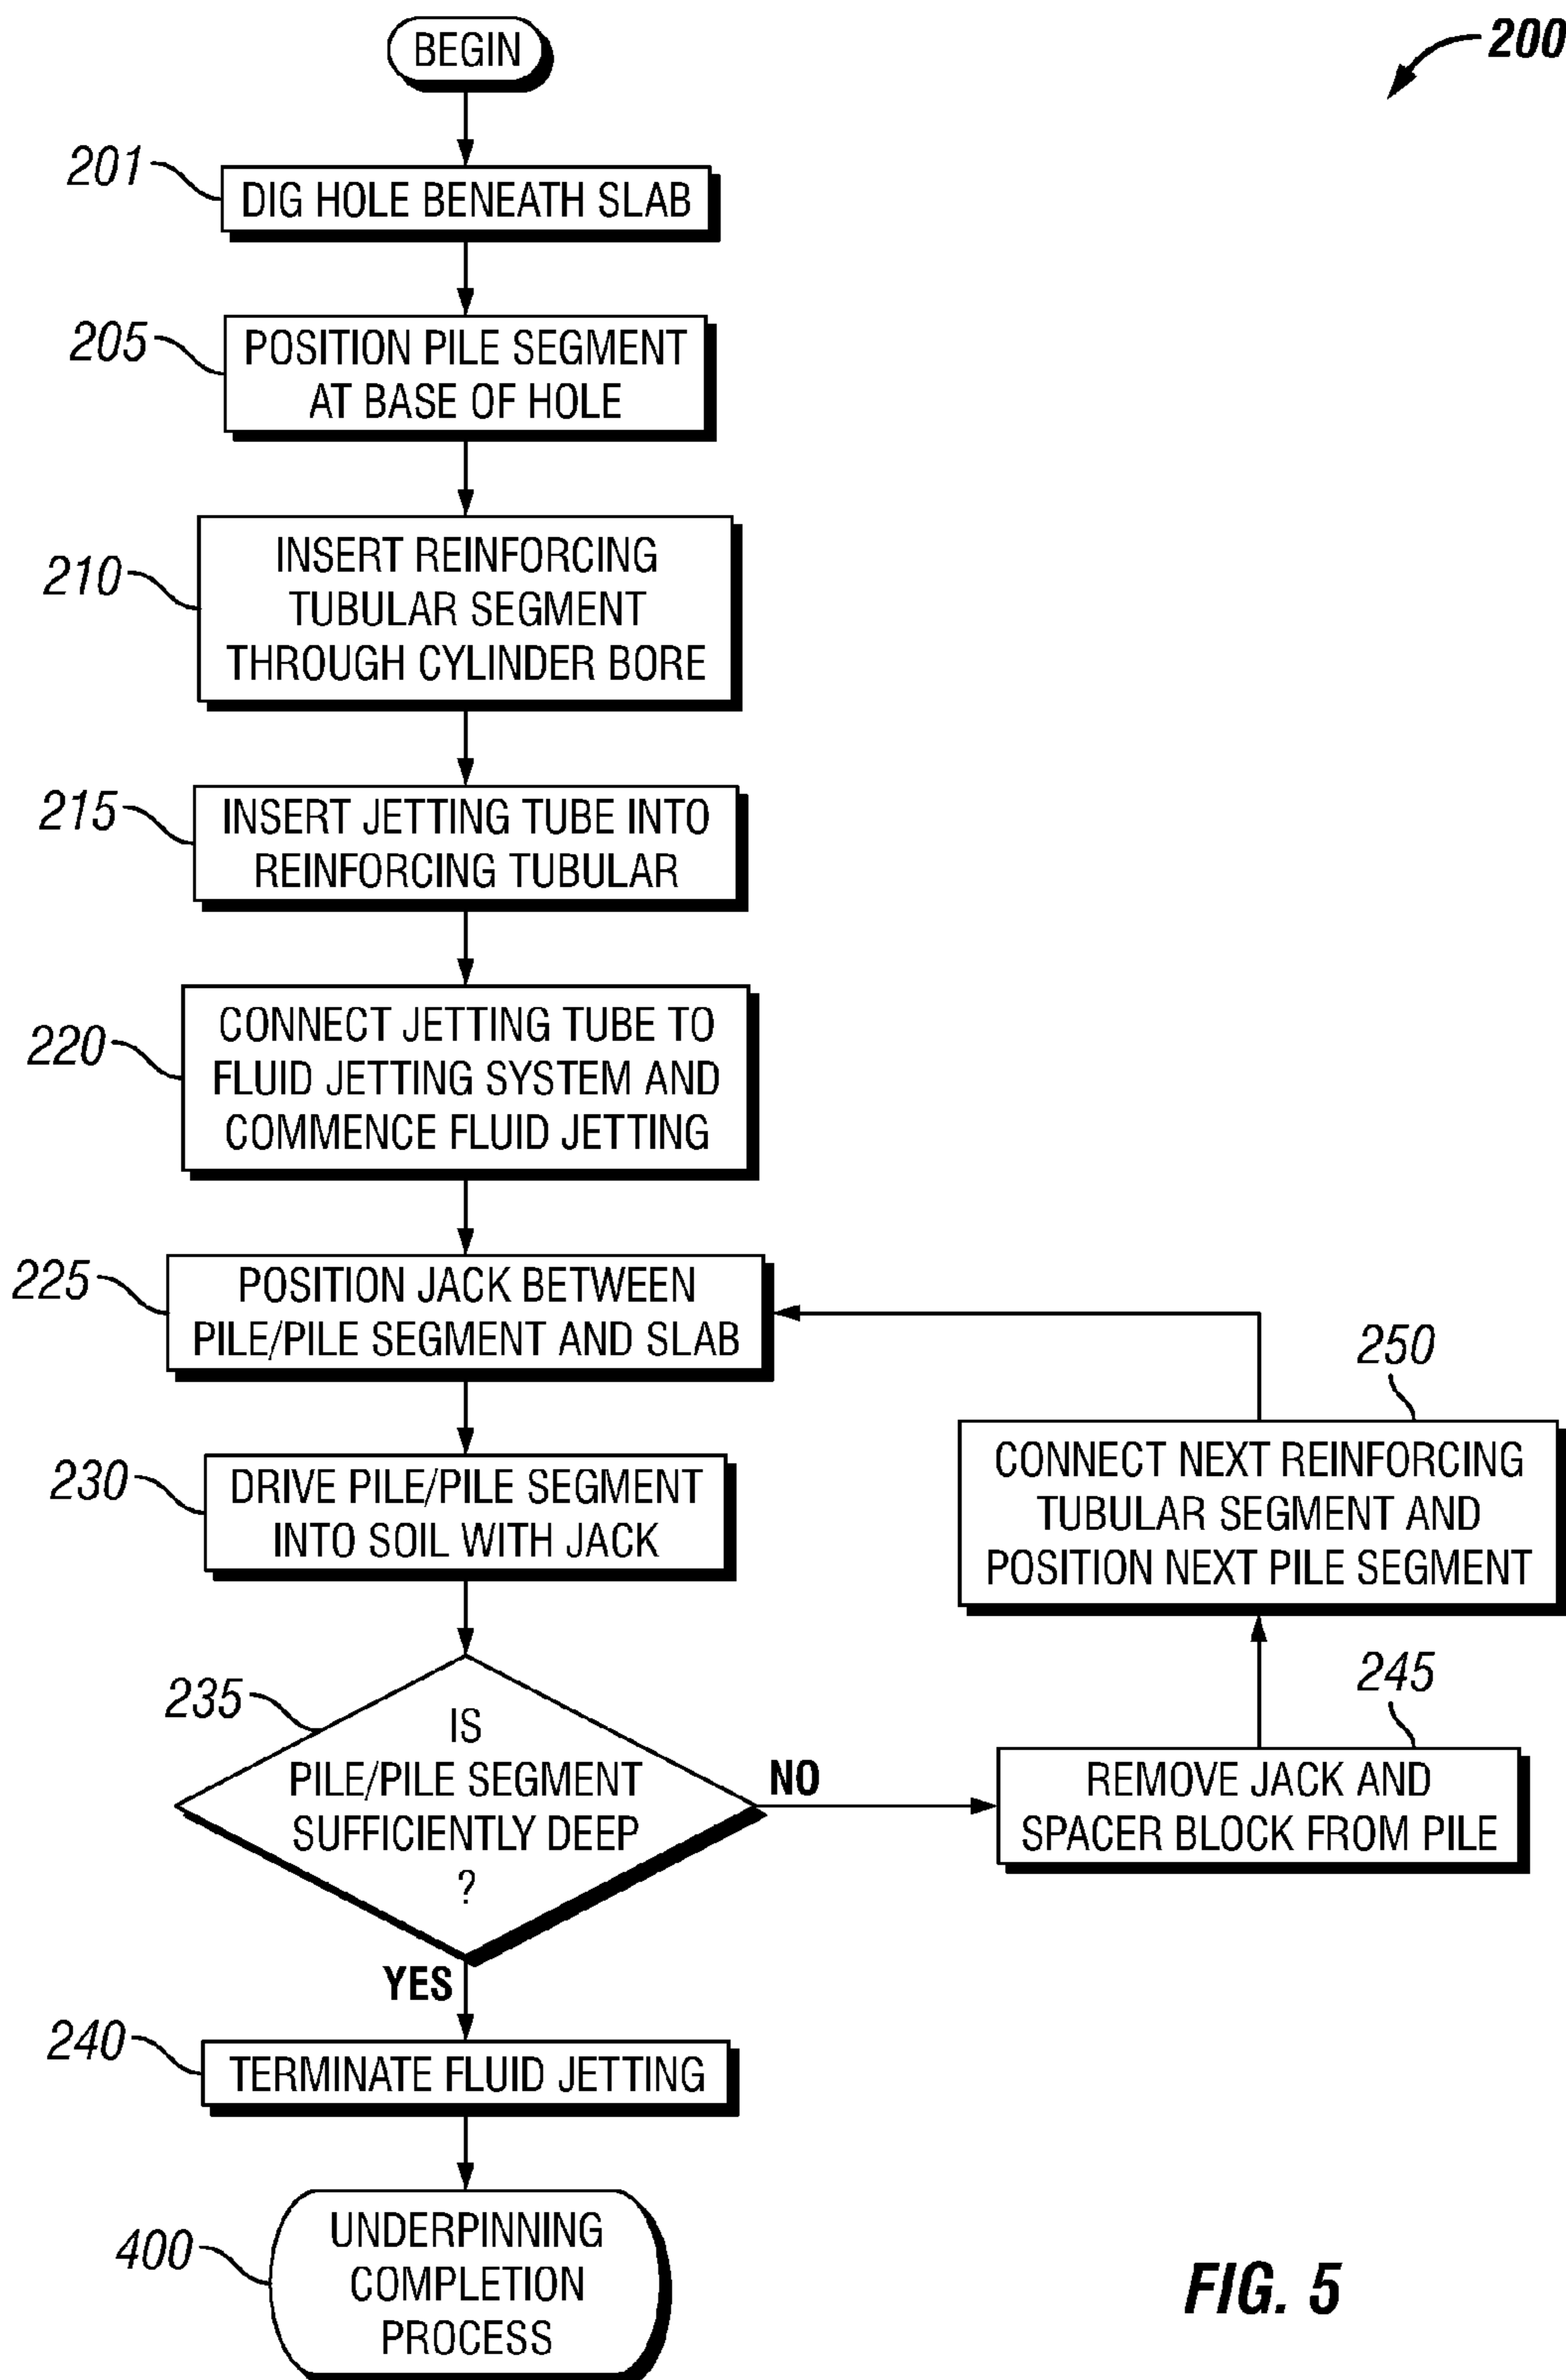 BEGIN
200
201
DIG HOLE BENEATH SLAB
205
POSITION PILE SEGMENT
AT BASE OF HOLE
210
INSERT REINFORCING
TUBULAR SEGMENT
THROUGH CYLINDER BORE
215
INSERT JETTING TUBE INTO
REINFORCING TUBULAR
220
CONNECT JETTING TUBE TO
FLUID JETTING SYSTEM AND
COMMENCE FLUID JETTING
225
POSITION JACK BETWEEN
PILE/PILE SEGMENT AND SLAB
230
DRIVE PILE/PILE SEGMENT
INTO SOIL WITH JACK
235
IS
PILE/PILE SEGMENT
SUFFICIENTLY DEEP
?
NO
245
REMOVE JACK AND
SPACER BLOCK FROM PILE
250
CONNECT NEXT REINFORCING
TUBULAR SEGMENT AND
POSITION NEXT PILE SEGMENT
YES
240
TERMINATE FLUID JETTING
400
UNDERPINNING
COMPLETION
PROCESS
FIG. 5